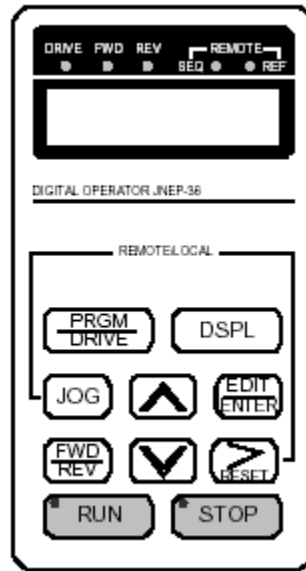 DRIVE FWD REV REMOTE
SEQ REF
DIGITAL OPERATOR JNEP-36
REMOTE/LOCAL
PRGM
DRIVE
DSPL
JOG
EDIT
ENTER
FWD
REV
RESET
RUN
STOP